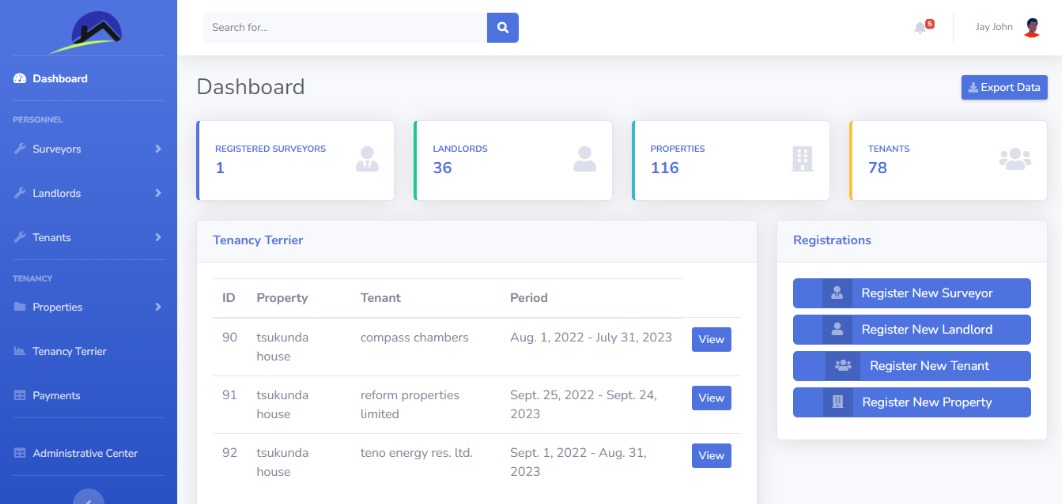 Search for...
5
Jay John
Dashboard
PERSONNEL
Surveyors
Landlords
Tenants
TENANCY
Properties
Tenancy Terrier
Payments
Administrative Center
Dashboard
Export Data
REGISTERED SURVEYORS
1
LANDLORDS
36
PROPERTIES
116
TENANTS
78
Tenancy Terrier
ID Property Tenant Period
90 tsukunda compass chambers Aug. 1, 2022 - July 31, 2023 View
house
91 tsukunda reform properties Sept. 25, 2022 - Sept. 24, View
house limited 2023
92 tsukunda teno energy res. ltd. Sept. 1, 2022 - Aug. 31, View
house 2023
Registrations
Register New Surveyor
Register New Landlord
Register New Tenant
Register New Property